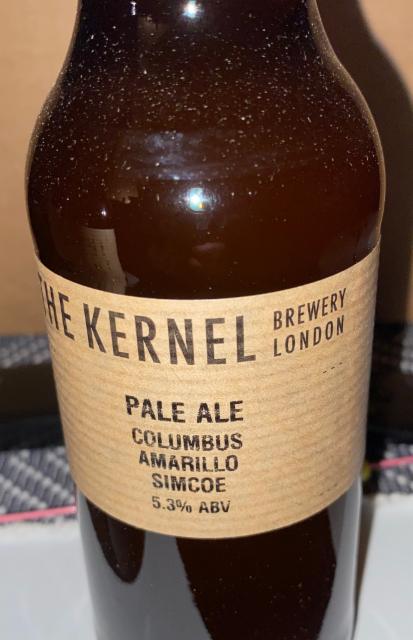 THE KERNEL
BREWERY
LONDON
PALE ALE
COLUMBUS
AMARILLO
SIMCOE
5.3% ABV